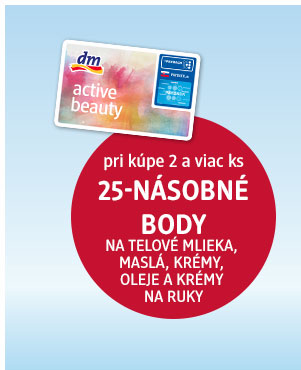 dm
active
beauty
pri kúpe 2 a viac ks
25-NÁSOBNÉ
BODY
NA TELOVÉ MLIEKA,
MASLÁ, KRÉMY,
OLEJE A KRÉMY
NA RUKY